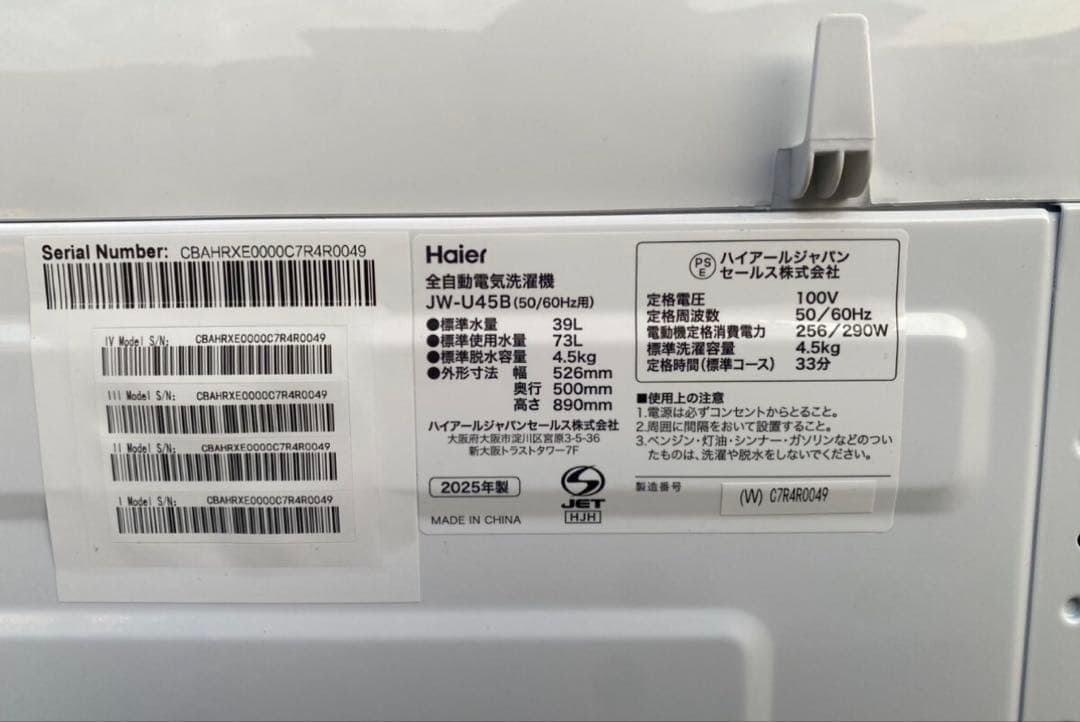 Serial Number: CBAHRXE0000C7R4R0049
IV Model S/N: CBAHRXE0000C7R4R0049
III Model S/N: CBAHRXE0000C7R4R0049
II Model S/N: CBAHRXE0000C7R4R0049
I Model S/N: CBAHRXE0000C7R4R0049
Haier
全自動電気洗濯機
JW-U45B(50/60Hz用)
●標準水量 39L
●標準使用水量 73L
●標準脱水容量 4.5kg
●外形寸法 幅 526mm
奥行 500mm
高さ 890mm
ハイアールジャパンセールス株式会社
大阪府大阪市淀川区宮原3-5-36
新大阪トラストタワー7F
2025年製
MADE IN CHINA
JET
HJH
PS
E
ハイアールジャパン
セールス株式会社
定格電圧 100V
定格周波数 50/60Hz
電動機定格消費電力 256/290W
標準洗濯容量 4.5kg
定格時間(標準コース) 33分
■使用上の注意
1.電源は必ずコンセントからとること。
2.周囲に間隔をおいて設置すること。
3.ベンジン・灯油・シンナー・ガソリンなどのつい
たものは、洗濯や脱水をしないでください。
製造番号
(W) C7R4R0049